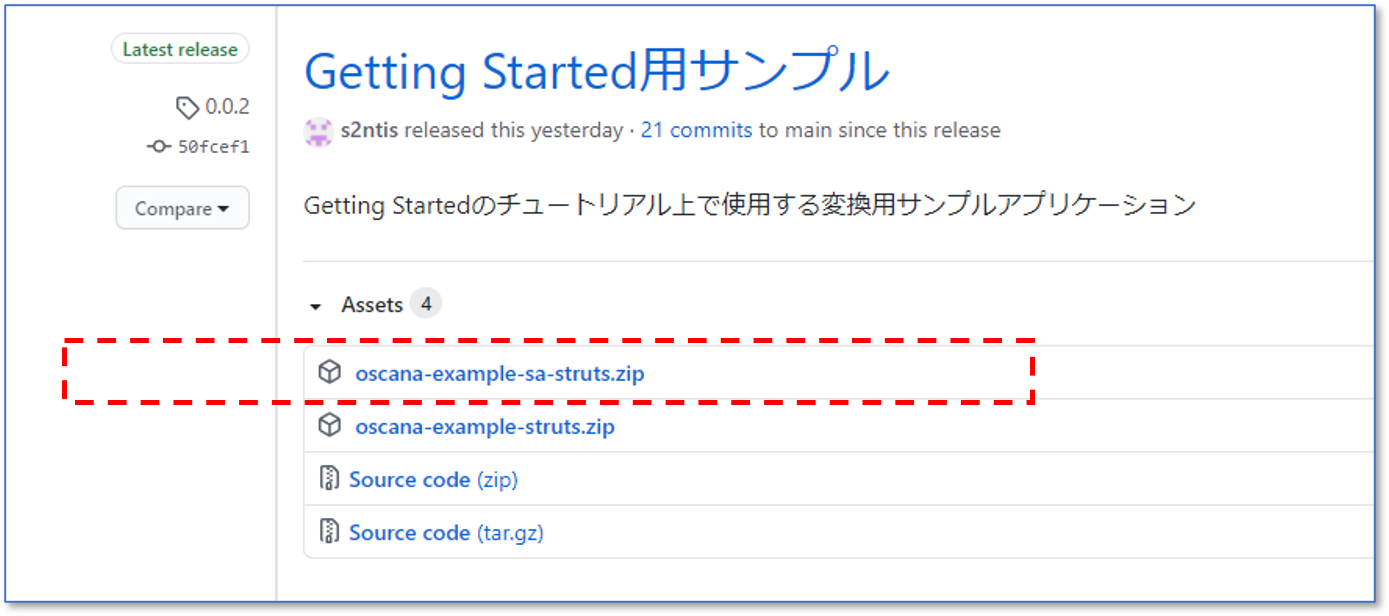 Latest release
0.0.2
50fcef1
Compare
Getting Started用サンプル
s2ntis released this yesterday · 21 commits to main since this release
Getting Startedのチュートリアル上で使用する変換用サンプルアプリケーション
Assets 4
oscana-example-sa-struts.zip
oscana-example-struts.zip
Source code (zip)
Source code (tar.gz)